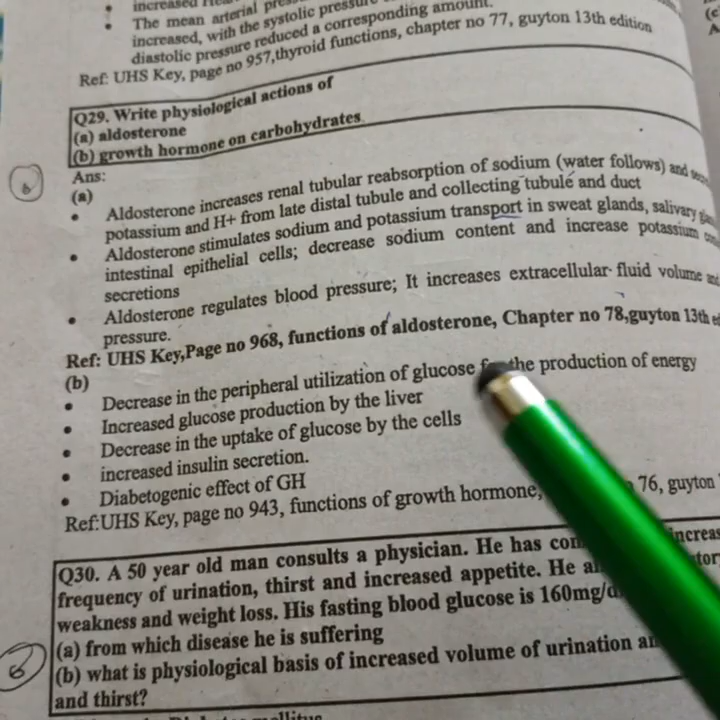 increased
The mean arterial
increased, with the systolic pressure
diastolic pressure reduced a corresponding amount.
Ref: UHS Key, page no 957,thyroid functions, chapter no 77, guyton 13th edition
Q29. Write physiological actions of
(a) aldosterone
(b) growth hormone on carbohydrates.
Ans:
(a)
• Aldosterone increases renal tubular reabsorption of sodium (water follows) and
potassium and H+ from late distal tubule and collecting tubule and duct
• Aldosterone stimulates sodium and potassium transport in sweat glands, salivary
intestinal epithelial cells; decrease sodium content and increase potassium
secretions
• Aldosterone regulates blood pressure; It increases extracellular fluid volume
pressure.
Ref: UHS Key,Page no 968, functions of aldosterone, Chapter no 78,guyton 13th
(b)
• Decrease in the peripheral utilization of glucose the production of energy
• Increased glucose production by the liver
• Decrease in the uptake of glucose by the cells
• increased insulin secretion.
• Diabetogenic effect of GH
Ref:UHS Key, page no 943, functions of growth hormone, 76, guyton
Q30. A 50 year old man consults a physician. He has
frequency of urination, thirst and increased appetite. He
weakness and weight loss. His fasting blood glucose is
(a) from which disease he is suffering
(b) what is physiological basis of increased volume of urination
and thirst?